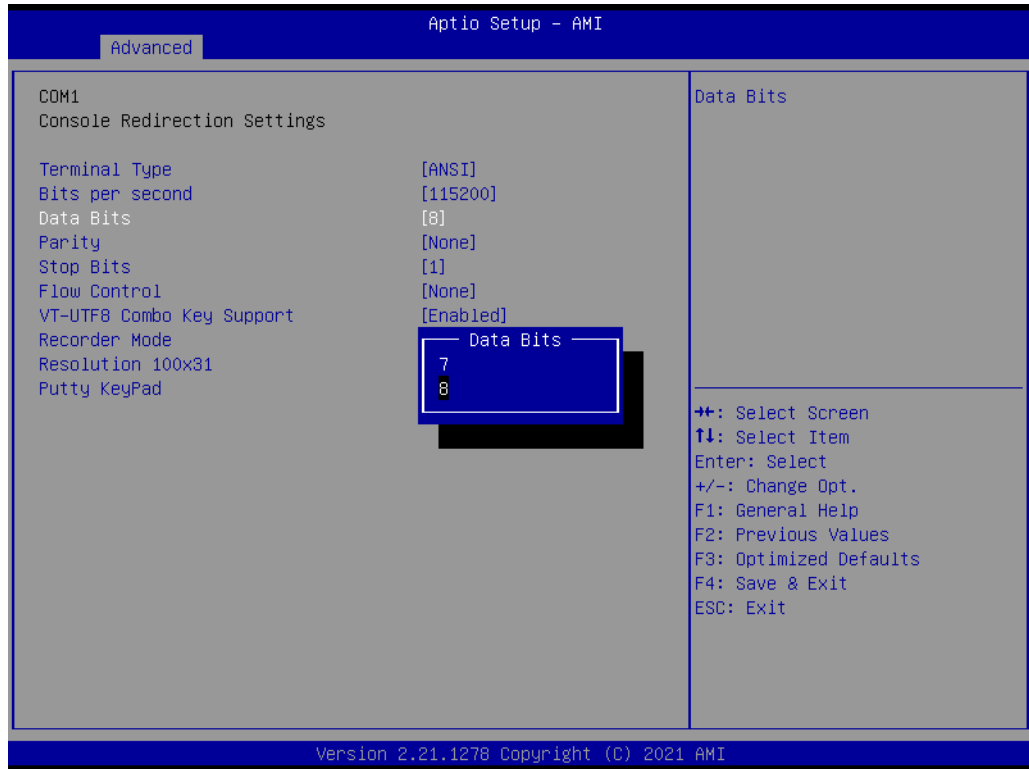 Aptio Setup – AMI
Advanced
COM1
Console Redirection Settings
Terminal Type [ANSI]
Bits per second [115200]
Data Bits [8]
Parity [None]
Stop Bits [1]
Flow Control [None]
VT-UTF8 Combo Key Support [Enabled]
Recorder Mode
Resolution 100x31
Putty KeyPad
Data Bits
7
8
Data Bits
→←: Select Screen
↑↓: Select Item
Enter: Select
+/-: Change Opt.
F1: General Help
F2: Previous Values
F3: Optimized Defaults
F4: Save & Exit
ESC: Exit
Version 2.21.1278 Copyright (C) 2021 AMI